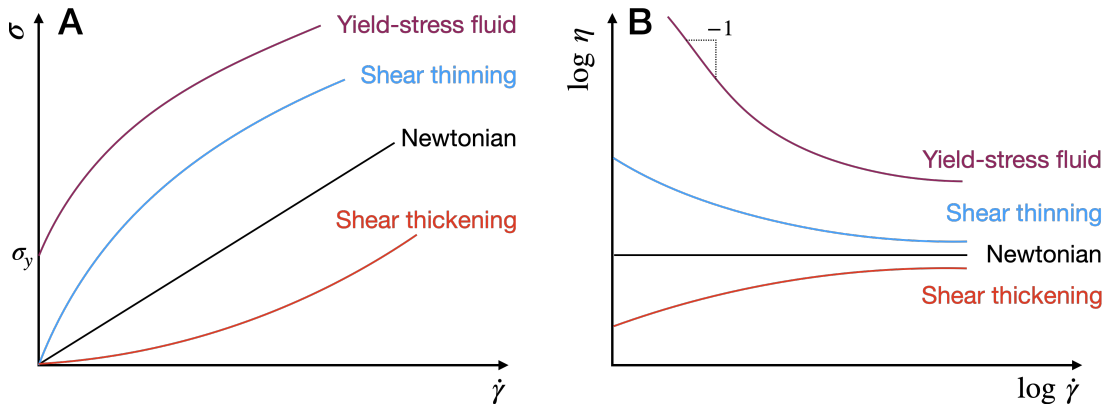 A
σ
Yield-stress fluid
Shear thinning
Newtonian
Shear thickening
σy
γ̇
B
log η
−1
Yield-stress fluid
Shear thinning
Newtonian
Shear thickening
log γ̇